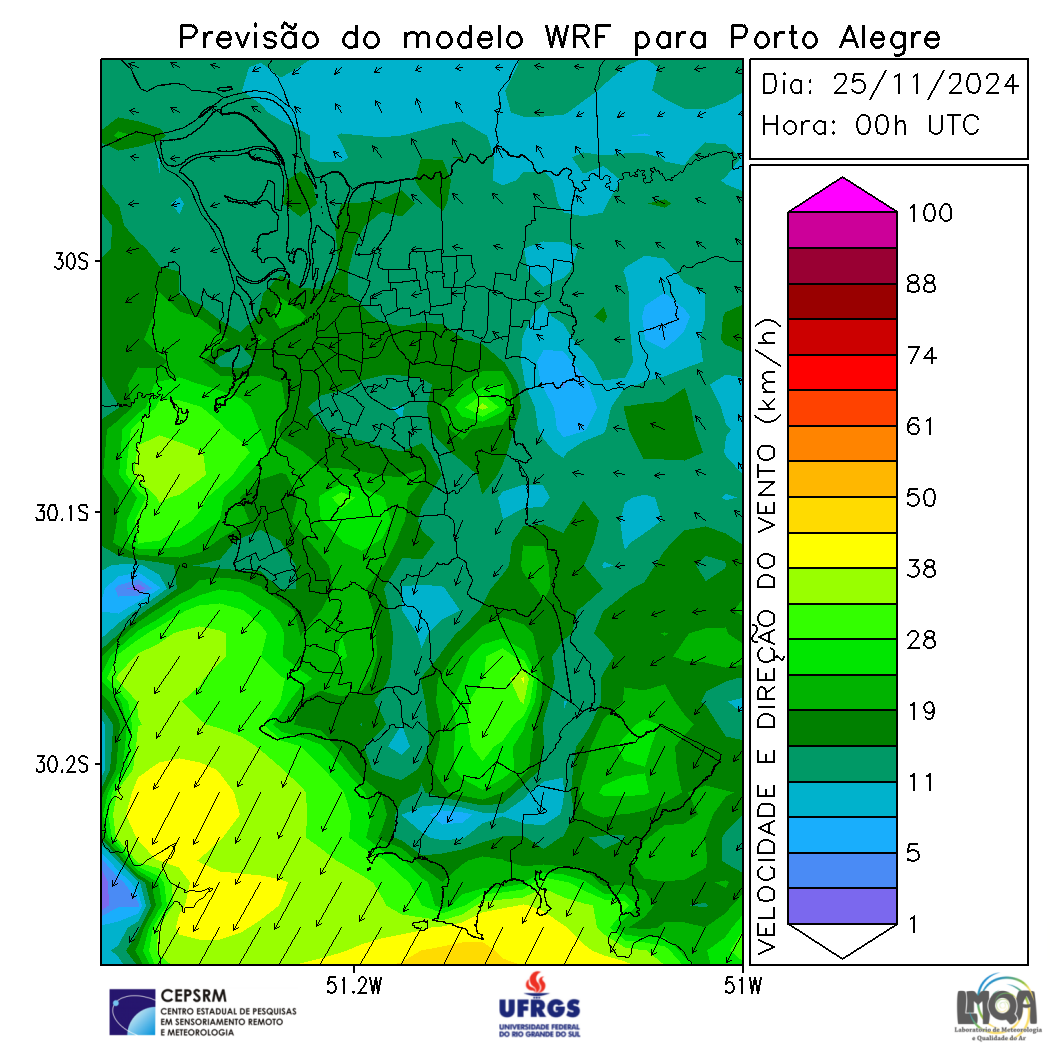 Previsão do modelo WRF para Porto Alegre
Dia: 25/11/2024
Hora: 00h UTC
30S
30.1S
30.2S
51.2W
51W
VELOCIDADE E DIREÇÃO DO VENTO (km/h)
100
88
74
61
50
38
28
19
11
5
1
CEPSRM
CENTRO ESTADUAL DE PESQUISAS
EM SENSORIAMENTO REMOTO
E METEOROLOGIA
UFRGS
UNIVERSIDADE FEDERAL
DO RIO GRANDE DO SUL
LMQA
Laboratório de Meteorologia
e Qualidade do Ar